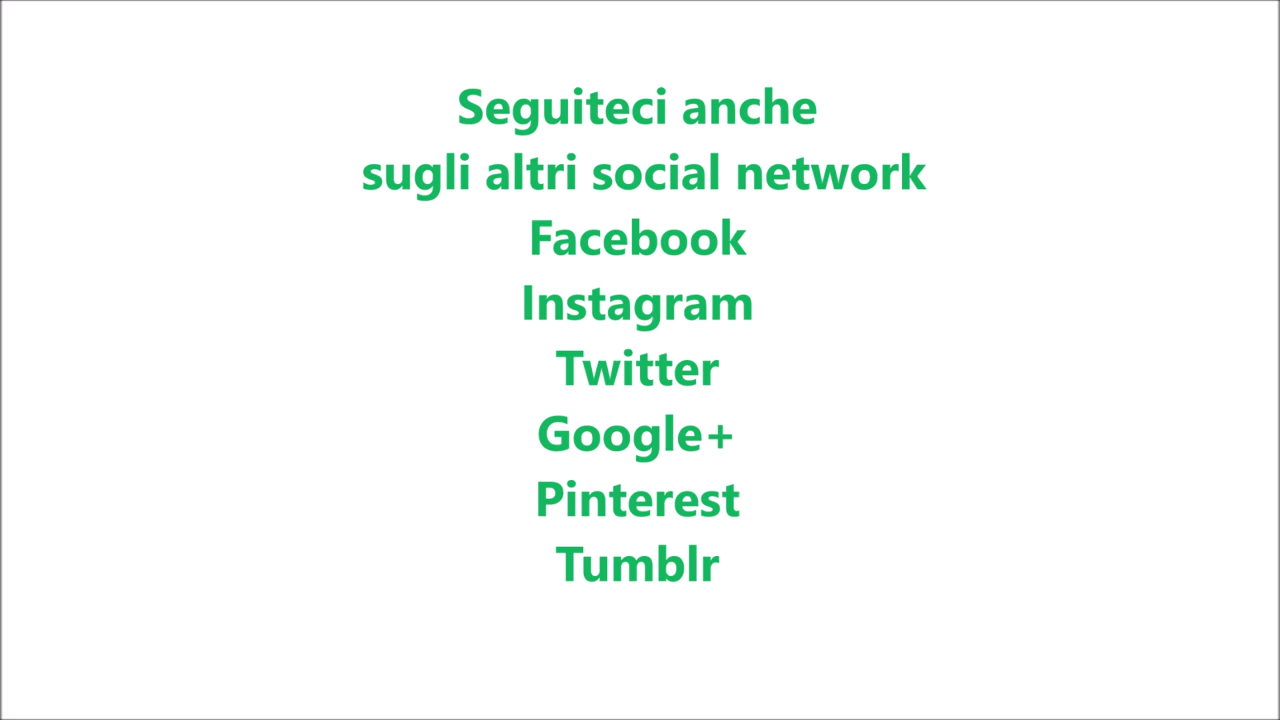 Seguiteci anche
sugli altri social network
Facebook
Instagram
Twitter
Google+
Pinterest
Tumblr